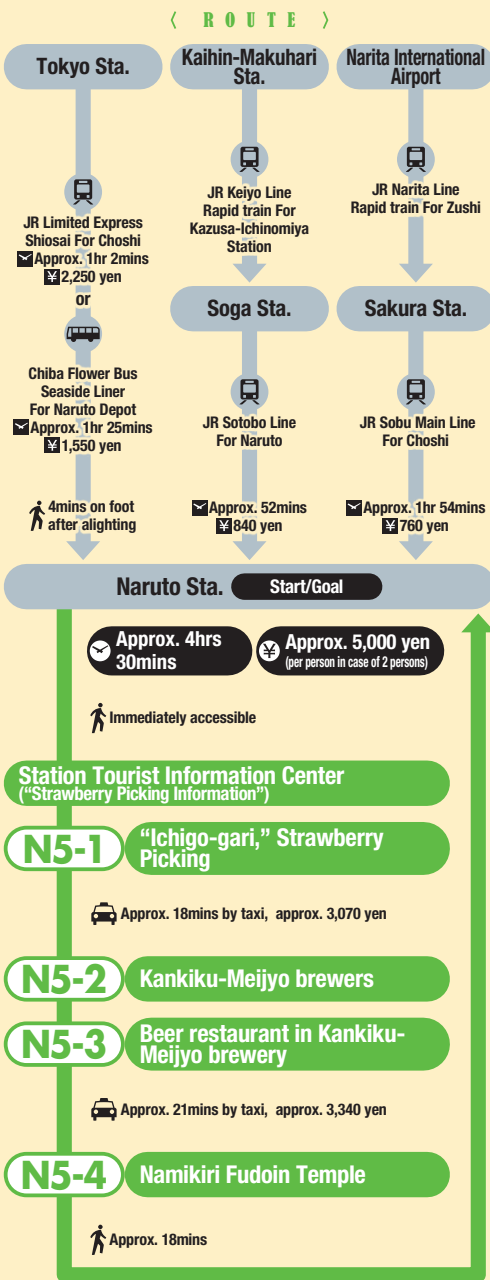 〈 ROUTE 〉
Tokyo Sta.
Kaihin-Makuhari
Sta.
Narita International
Airport
JR Limited Express
Shiosai For Choshi
Approx. 1hr 2mins
¥2,250 yen
or
Chiba Flower Bus
Seaside Liner
For Naruto Depot
Approx. 1hr 25mins
¥1,550 yen
4mins on foot
after alighting
JR Keiyo Line
Rapid train For
Kazusa-Ichinomiya
Station
Soga Sta.
JR Sotobo Line
For Naruto
Approx. 52mins
¥840 yen
JR Narita Line
Rapid train For Zushi
Sakura Sta.
JR Sobu Main Line
For Choshi
Approx. 1hr 54mins
¥760 yen
Naruto Sta. Start/Goal
Approx. 4hrs
30mins
¥ Approx. 5,000 yen
(per person in case of 2 persons)
Immediately accessible
Station Tourist Information Center
(“Strawberry Picking Information”)
N5-1 “Ichigo-gari,” Strawberry
Picking
Approx. 18mins by taxi, approx. 3,070 yen
N5-2 Kankiku-Meijyo brewers
N5-3 Beer restaurant in Kankiku-
Meijyo brewery
Approx. 21mins by taxi, approx. 3,340 yen
N5-4 Namikiri Fudoin Temple
Approx. 18mins